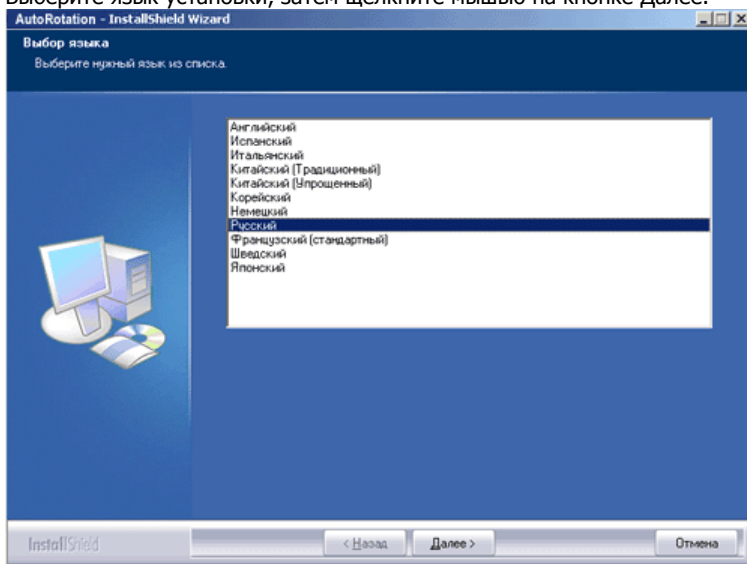 Выберите язык установки, затем щелкните мышью на кнопке Далее.
AutoRotation - InstallShield Wizard
Выбор языка
Выберите нужный язык из списка.
Английский
Испанский
Итальянский
Китайский (Традиционный)
Китайский (Упрощенный)
Корейский
Немецкий
Русский
Французский (стандартный)
Шведский
Японский
InstallShield
< Назад
Далее >
Отмена